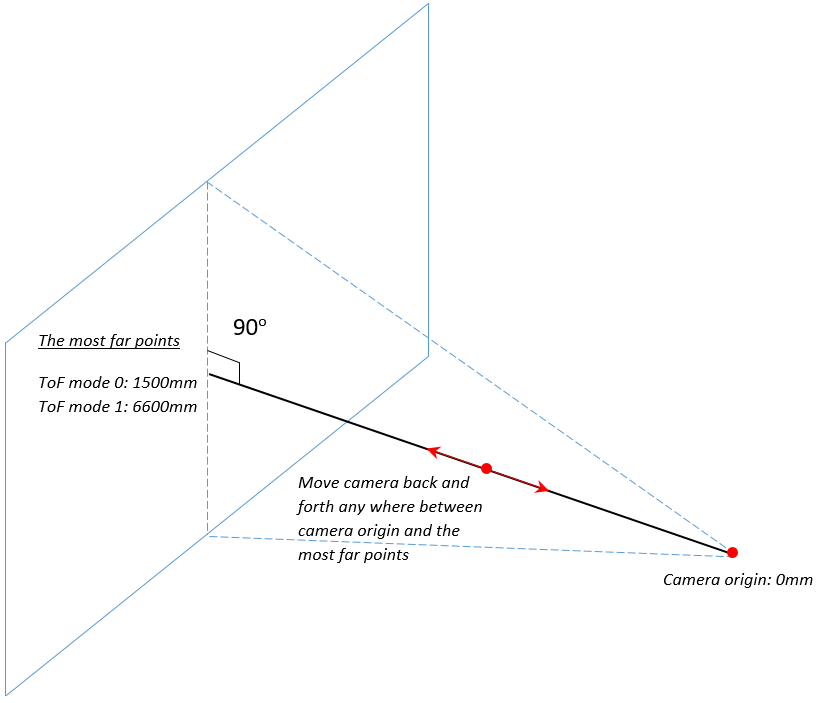 90°
The most far points
ToF mode 0: 1500mm
ToF mode 1: 6600mm
Move camera back and
forth any where between
camera origin and the
most far points
Camera origin: 0mm